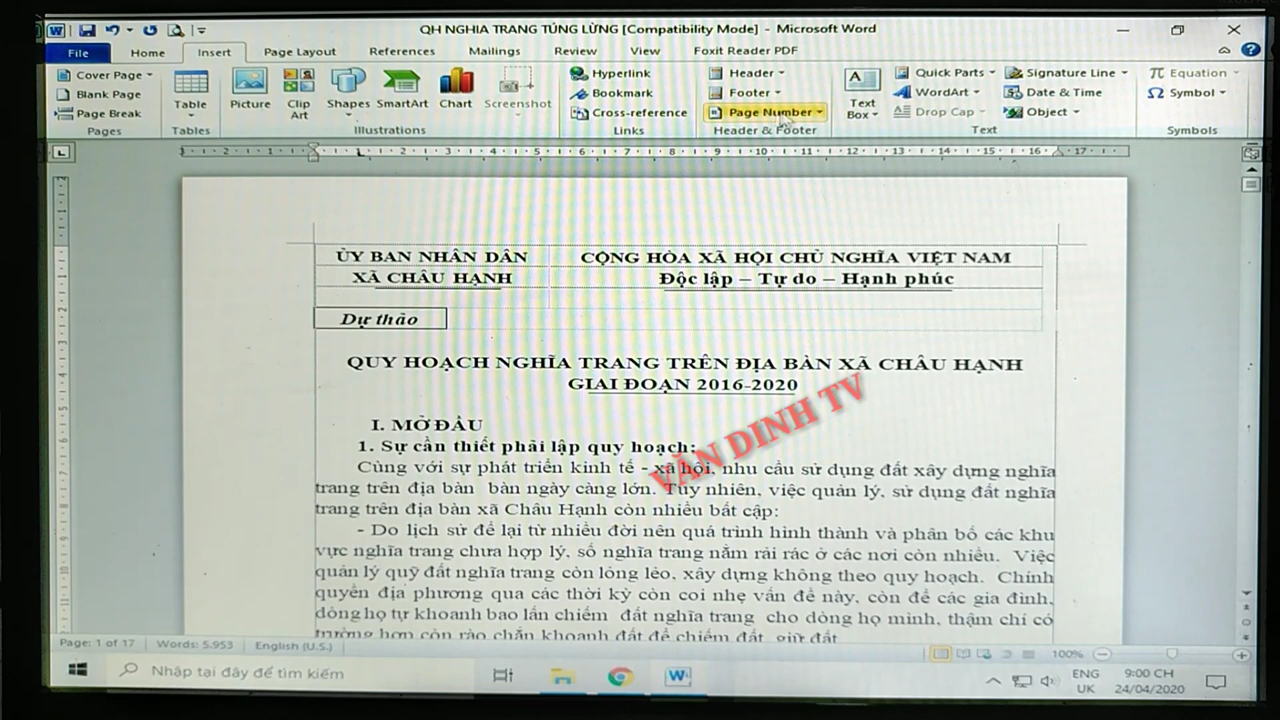 QH NGHIA TRANG TÙNG LỪNG [Compatibility Mode] - Microsoft Word
File Home Insert Page Layout References Mailings Review View Foxit Reader PDF
Cover Page
Blank Page
Page Break
Pages
Table
Tables
Picture
Clip Art
Shapes
SmartArt
Chart
Screenshot
Illustrations
Hyperlink
Bookmark
Cross-reference
Links
Header
Footer
Page Number
Header & Footer
Text Box
Quick Parts
WordArt
Drop Cap
Signature Line
Date & Time
Object
Text
Equation
Symbol
Symbols
ỦY BAN NHÂN DÂN
XÃ CHÂU HẠNH
CỘNG HÒA XÃ HỘI CHỦ NGHĨA VIỆT NAM
Độc lập – Tự do – Hạnh phúc
Dự thảo
QUY HOẠCH NGHĨA TRANG TRÊN ĐỊA BÀN XÃ CHÂU HẠNH
GIAI ĐOẠN 2016-2020
VĂN DINH TV
I. MỞ ĐẦU
1. Sự cần thiết phải lập quy hoạch:
Cùng với sự phát triển kinh tế - xã hội, nhu cầu sử dụng đất xây dựng nghĩa
trang trên địa bàn bàn ngày càng lớn. Tuy nhiên, việc quản lý, sử dụng đất nghĩa
trang trên địa bàn xã Châu Hạnh còn nhiều bất cập:
- Do lịch sử để lại từ nhiều đời nên quá trình hình thành và phân bố các khu
vực nghĩa trang chưa hợp lý, số nghĩa trang nằm rải rác ở các nơi còn nhiều. Việc
quản lý quỹ đất nghĩa trang còn lỏng lẻo, xây dựng không theo quy hoạch. Chính
quyền địa phương qua các thời kỳ còn coi nhẹ vấn đề này, còn để các gia đình,
dòng họ tự khoanh bao lấn chiếm đất nghĩa trang cho dòng họ mình, thậm chí có
trường hợp còn rào chắn khoanh đất để chiếm đất, giữ đất
Page: 1 of 17 Words: 5.953 English (U.S.) 100%
Nhập tại đây để tìm kiếm
ENG
UK
9:00 CH
24/04/2020